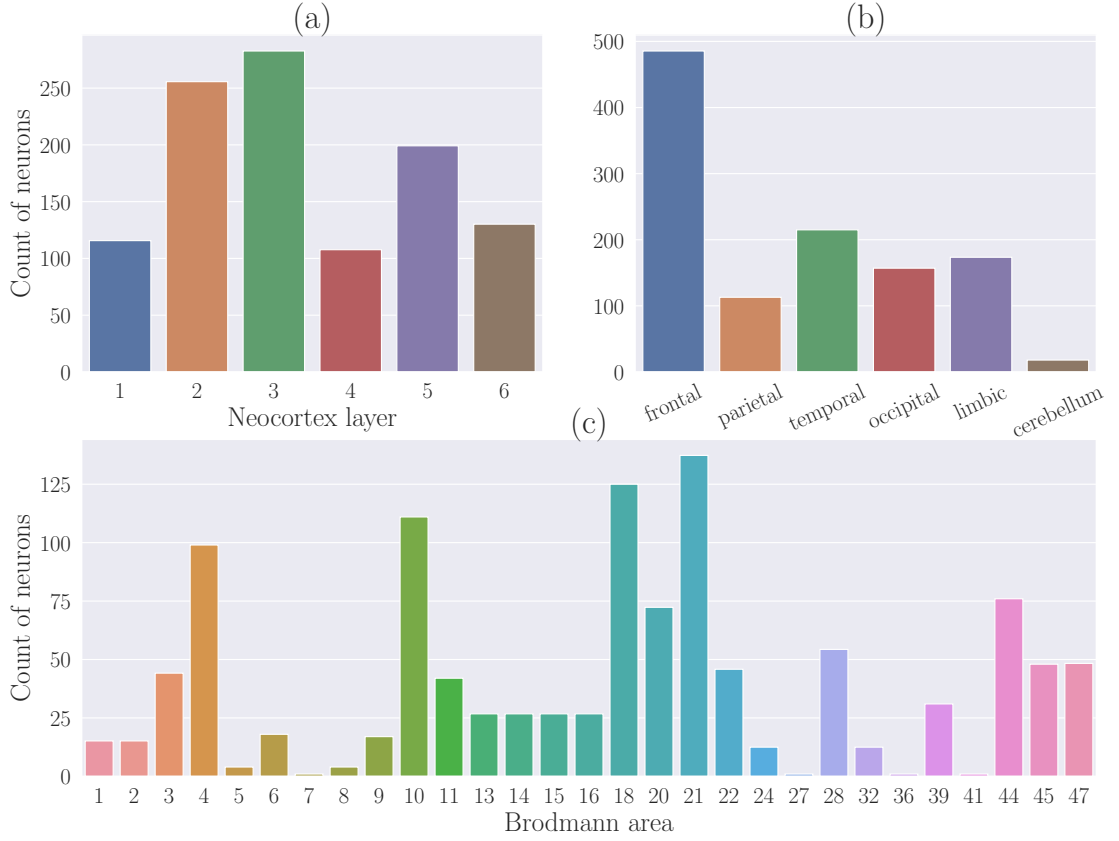 (a)
Count of neurons
250
200
150
100
50
0
1 2 3 4 5 6
Neocortex layer
(b)
500
400
300
200
100
0
frontal parietal temporal occipital limbic cerebellum
(c)
Count of neurons
125
100
75
50
25
0
1 2 3 4 5 6 7 8 9 10 11 13 14 15 16 18 20 21 22 24 27 28 32 36 39 41 44 45 47
Brodmann area